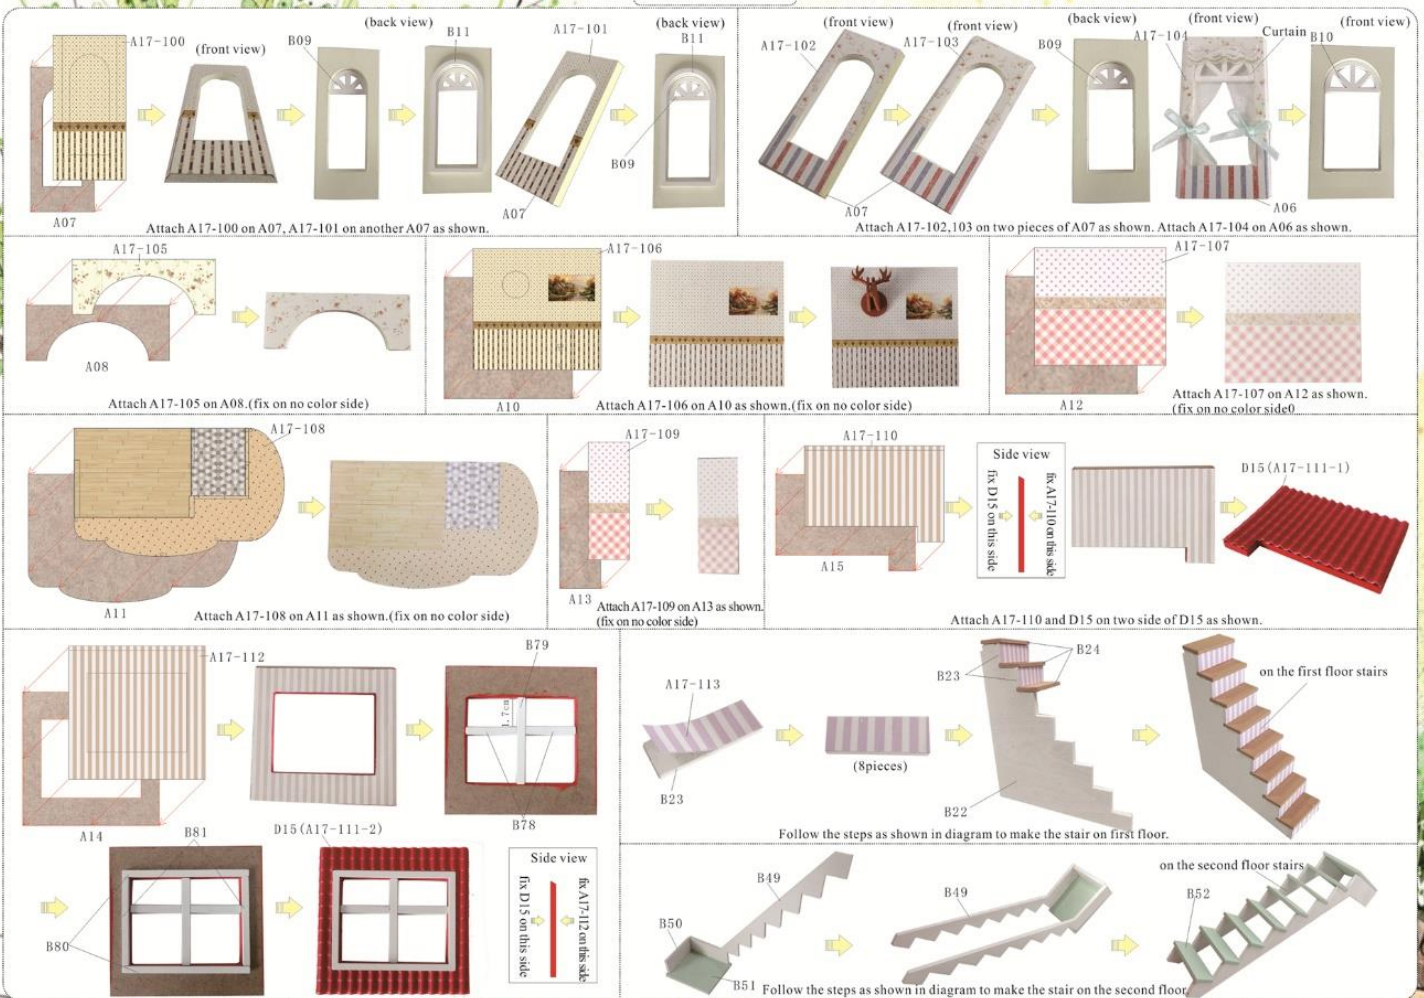 A17-100
(front view)
B09
(back view)
B11
A17-101
(back view)
B11
B09
A07
A07
Attach A17-100 on A07, A17-101 on another A07 as shown.
(front view)
A17-102
A17-103
(front view)
(back view)
B09
(front view)
A17-104
Curtain
B10
(front view)
A07
A06
Attach A17-102,103 on two pieces of A07 as shown. Attach A17-104 on A06 as shown.
A17-105
A08
Attach A17-105 on A08.(fix on no color side)
A17-106
A10
Attach A17-106 on A10 as shown.(fix on no color side)
A17-107
A12
Attach A17-107 on A12 as shown.
(fix on no color side0
A17-108
A11
Attach A17-108 on A11 as shown.(fix on no color side)
A17-109
A13
Attach A17-109 on A13 as shown.
(fix on no color side)
A17-110
A15
Side view
fix D15 on this side
fix A17-110 on this side
D15(A17-111-1)
Attach A17-110 and D15 on two side of D15 as shown.
A17-112
A14
B79
1.7cm
B78
B81
B80
D15(A17-111-2)
Side view
fix D15 on this side
fix A17-112 on this side
A17-113
B23
(8pieces)
B23
B24
B22
on the first floor stairs
Follow the steps as shown in diagram to make the stair on first floor.
B49
B50
B51
B49
on the second floor stairs
B52
Follow the steps as shown in diagram to make the stair on the second floor